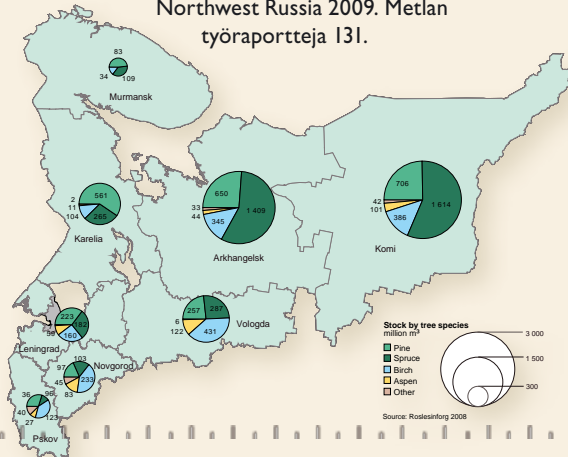 Northwest Russia 2009. Metlan
työraportteja 131.
83
34
109
Murmansk
561
2
11
104
265
Karelia
650
1 409
33
44
345
Arkhangelsk
706
1 614
42
101
386
Komi
223
182
160
Leningrad
257
287
6
122
431
Vologda
Novgorod
103
97
233
45
83
36
96
40
123
27
Pskov
Stock by tree species
million m³
Pine
Spruce
Birch
Aspen
Other
3 000
1 500
300
Source: Roslesinforg 2008